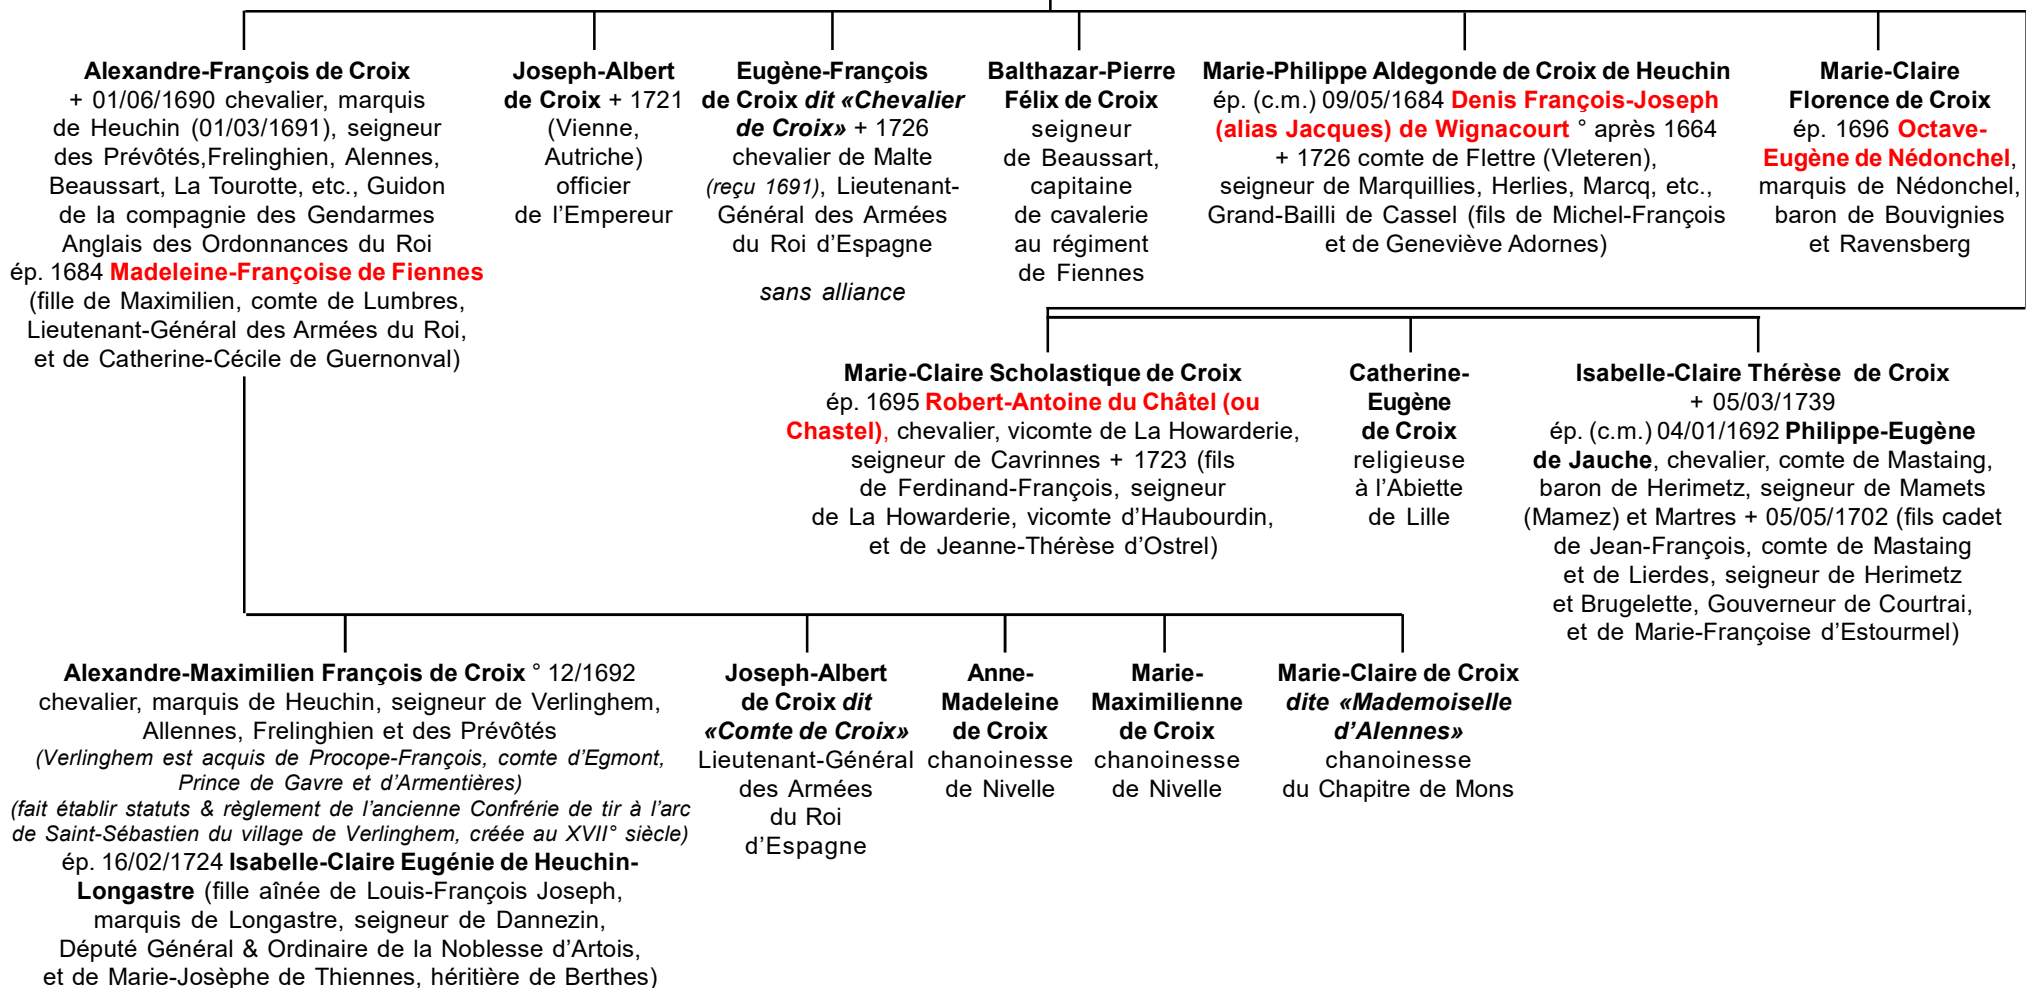 Alexandre-François de Croix
+ 01/06/1690 chevalier, marquis
de Heuchin (01/03/1691), seigneur
des Prévôtés,Frelinghien, Alennes,
Beaussart, La Tourotte, etc., Guidon
de la compagnie des Gendarmes
Anglais des Ordonnances du Roi
ép. 1684 Madeleine-Françoise de Fiennes
(fille de Maximilien, comte de Lumbres,
Lieutenant-Général des Armées du Roi,
et de Catherine-Cécile de Guernonval)
Joseph-Albert
de Croix + 1721
(Vienne,
Autriche)
officier
de l’Empereur
Eugène-François
de Croix dit «Chevalier
de Croix» + 1726
chevalier de Malte
(reçu 1691), Lieutenant-
Général des Armées
du Roi d’Espagne
sans alliance
Balthazar-Pierre
Félix de Croix
seigneur
de Beaussart,
capitaine
de cavalerie
au régiment
de Fiennes
Marie-Philippe Aldegonde de Croix de Heuchin
ép. (c.m.) 09/05/1684 Denis François-Joseph
(alias Jacques) de Wignacourt ° après 1664
+ 1726 comte de Flettre (Vleteren),
seigneur de Marquillies, Herlies, Marcq, etc.,
Grand-Bailli de Cassel (fils de Michel-François
et de Geneviève Adornes)
Marie-Claire
Florence de Croix
ép. 1696 Octave-
Eugène de Nédonchel,
marquis de Nédonchel,
baron de Bouvignies
et Ravensberg
Marie-Claire Scholastique de Croix
ép. 1695 Robert-Antoine du Châtel (ou
Chastel), chevalier, vicomte de La Howarderie,
seigneur de Cavrinnes + 1723 (fils
de Ferdinand-François, seigneur
de La Howarderie, vicomte d’Haubourdin,
et de Jeanne-Thérèse d’Ostrel)
Catherine-
Eugène
de Croix
religieuse
à l’Abiette
de Lille
Isabelle-Claire Thérèse de Croix
+ 05/03/1739
ép. (c.m.) 04/01/1692 Philippe-Eugène
de Jauche, chevalier, comte de Mastaing,
baron de Herimetz, seigneur de Mamets
(Mamez) et Martres + 05/05/1702 (fils cadet
de Jean-François, comte de Mastaing
et de Lierdes, seigneur de Herimetz
et Brugelette, Gouverneur de Courtrai,
et de Marie-Françoise d’Estourmel)
Alexandre-Maximilien François de Croix ° 12/1692
chevalier, marquis de Heuchin, seigneur de Verlinghem,
Allennes, Frelinghien et des Prévôtés
(Verlinghem est acquis de Procope-François, comte d’Egmont,
Prince de Gavre et d’Armentières)
(fait établir statuts & règlement de l’ancienne Confrérie de tir à l’arc
de Saint-Sébastien du village de Verlinghem, créée au XVII° siècle)
ép. 16/02/1724 Isabelle-Claire Eugénie de Heuchin-
Longastre (fille aînée de Louis-François Joseph,
marquis de Longastre, seigneur de Dannezin,
Député Général & Ordinaire de la Noblesse d’Artois,
et de Marie-Josèphe de Thiennes, héritière de Berthes)
Joseph-Albert
de Croix dit
«Comte de Croix»
Lieutenant-Général
des Armées
du Roi
d’Espagne
Anne-
Madeleine
de Croix
chanoinesse
de Nivelle
Marie-
Maximilienne
de Croix
chanoinesse
de Nivelle
Marie-Claire de Croix
dite «Mademoiselle
d’Alennes»
chanoinesse
du Chapitre de Mons